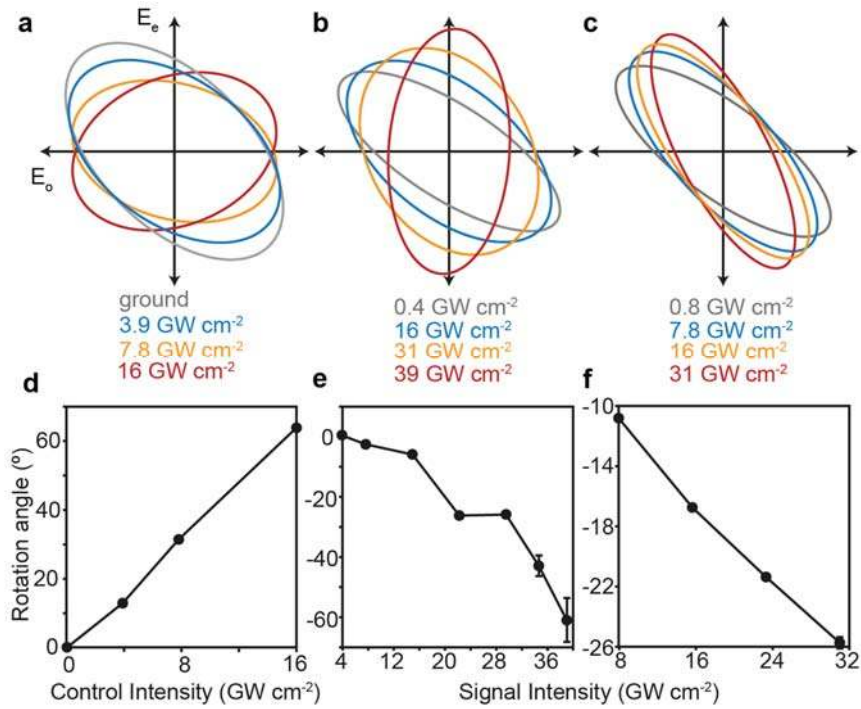 a
E_e
E_o
ground
3.9 GW cm⁻²
7.8 GW cm⁻²
16 GW cm⁻²
b
0.4 GW cm⁻²
16 GW cm⁻²
31 GW cm⁻²
39 GW cm⁻²
c
0.8 GW cm⁻²
7.8 GW cm⁻²
16 GW cm⁻²
31 GW cm⁻²
d
Rotation angle (º)
60
40
20
0
0 8 16
Control Intensity (GW cm⁻²)
e
0
-20
-40
-60
4 12 20 28 36
f
-10
-14
-18
-22
-26
8 16 24 32
Signal Intensity (GW cm⁻²)